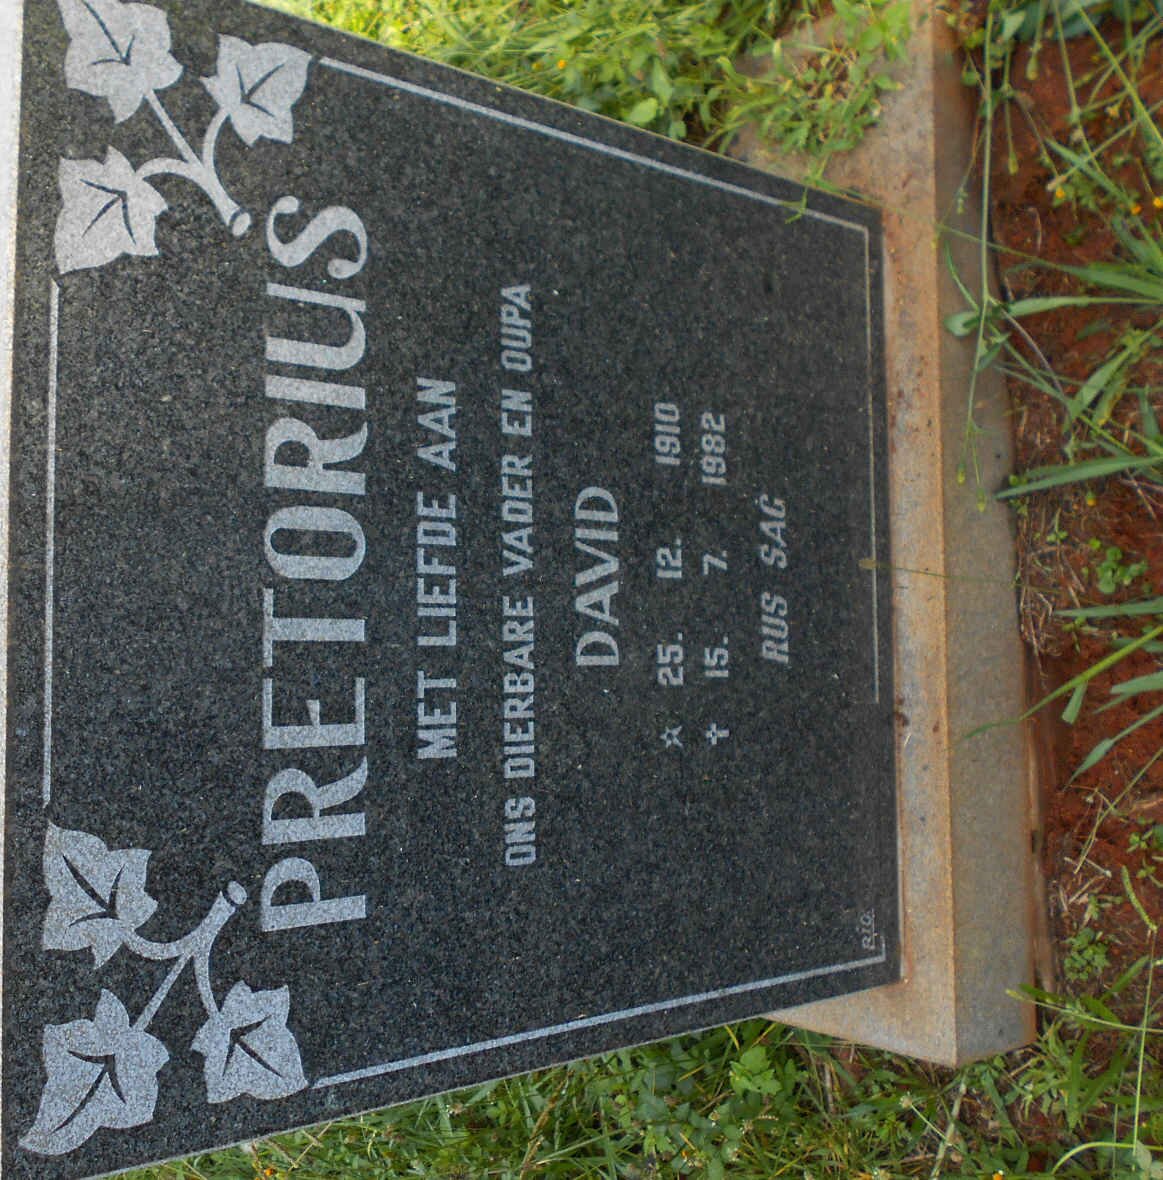 PRETORIUS
MET LIEFDE AAN
ONS DIERBARE VADER EN OUPA
DAVID
☆ 25. 12. 1910
✝ 15. 7. 1982
RUS SAG